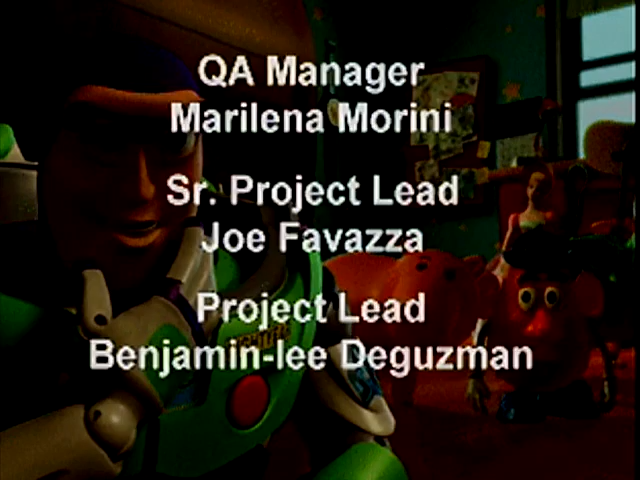 QA Manager
Marilena Morini
Sr. Project Lead
Joe Favazza
Project Lead
Benjamin-lee Deguzman